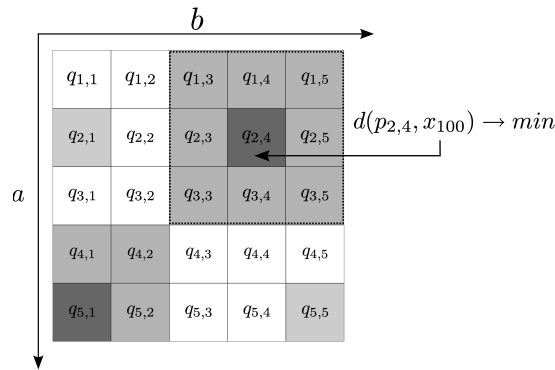 b
q1,1 q1,2 q1,3 q1,4 q1,5
q2,1 q2,2 q2,3 q2,4 q2,5
d(p2,4, x100) → min
q3,1 q3,2 q3,3 q3,4 q3,5
a
q4,1 q4,2 q4,3 q4,4 q4,5
q5,1 q5,2 q5,3 q5,4 q5,5